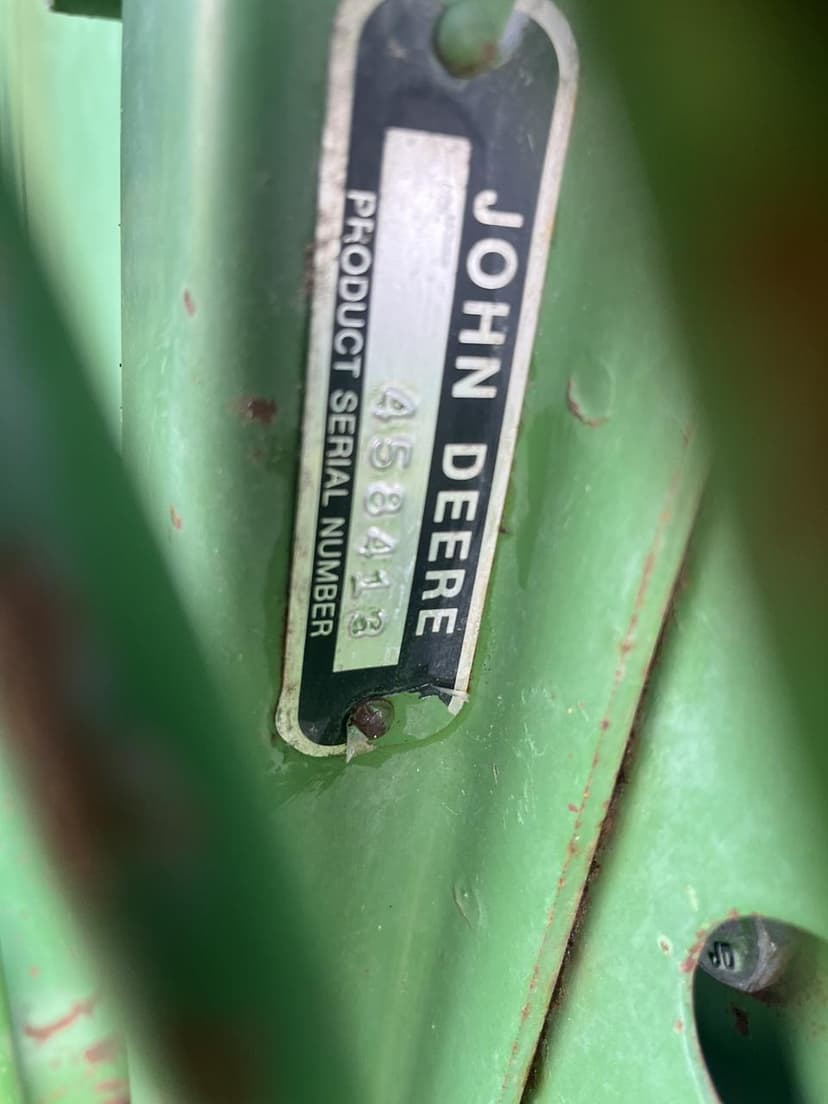 JOHN DEERE
458413
PRODUCT SERIAL NUMBER